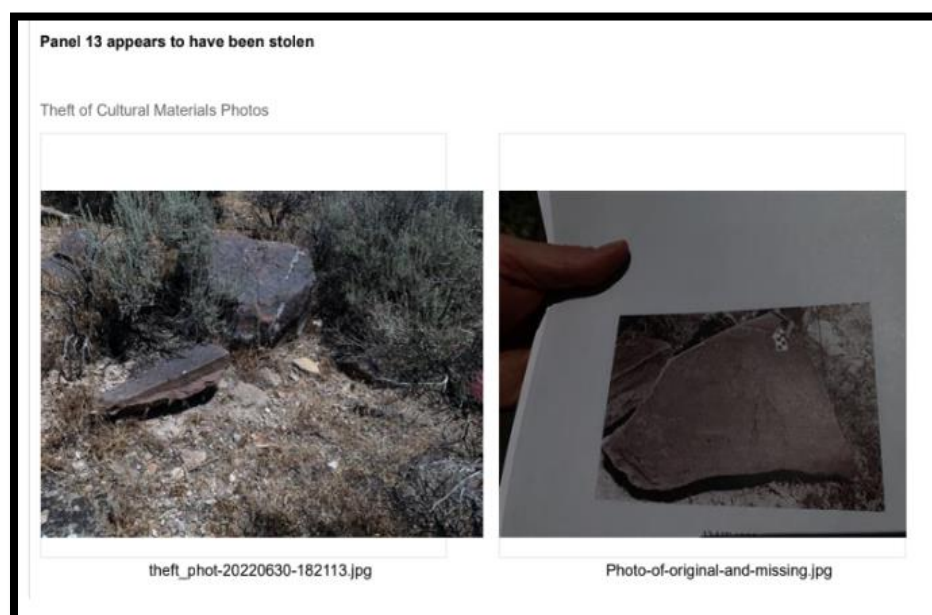 Panel 13 appears to have been stolen
Theft of Cultural Materials Photos
theft_phot-20220630-182113.jpg
Photo-of-original-and-missing.jpg